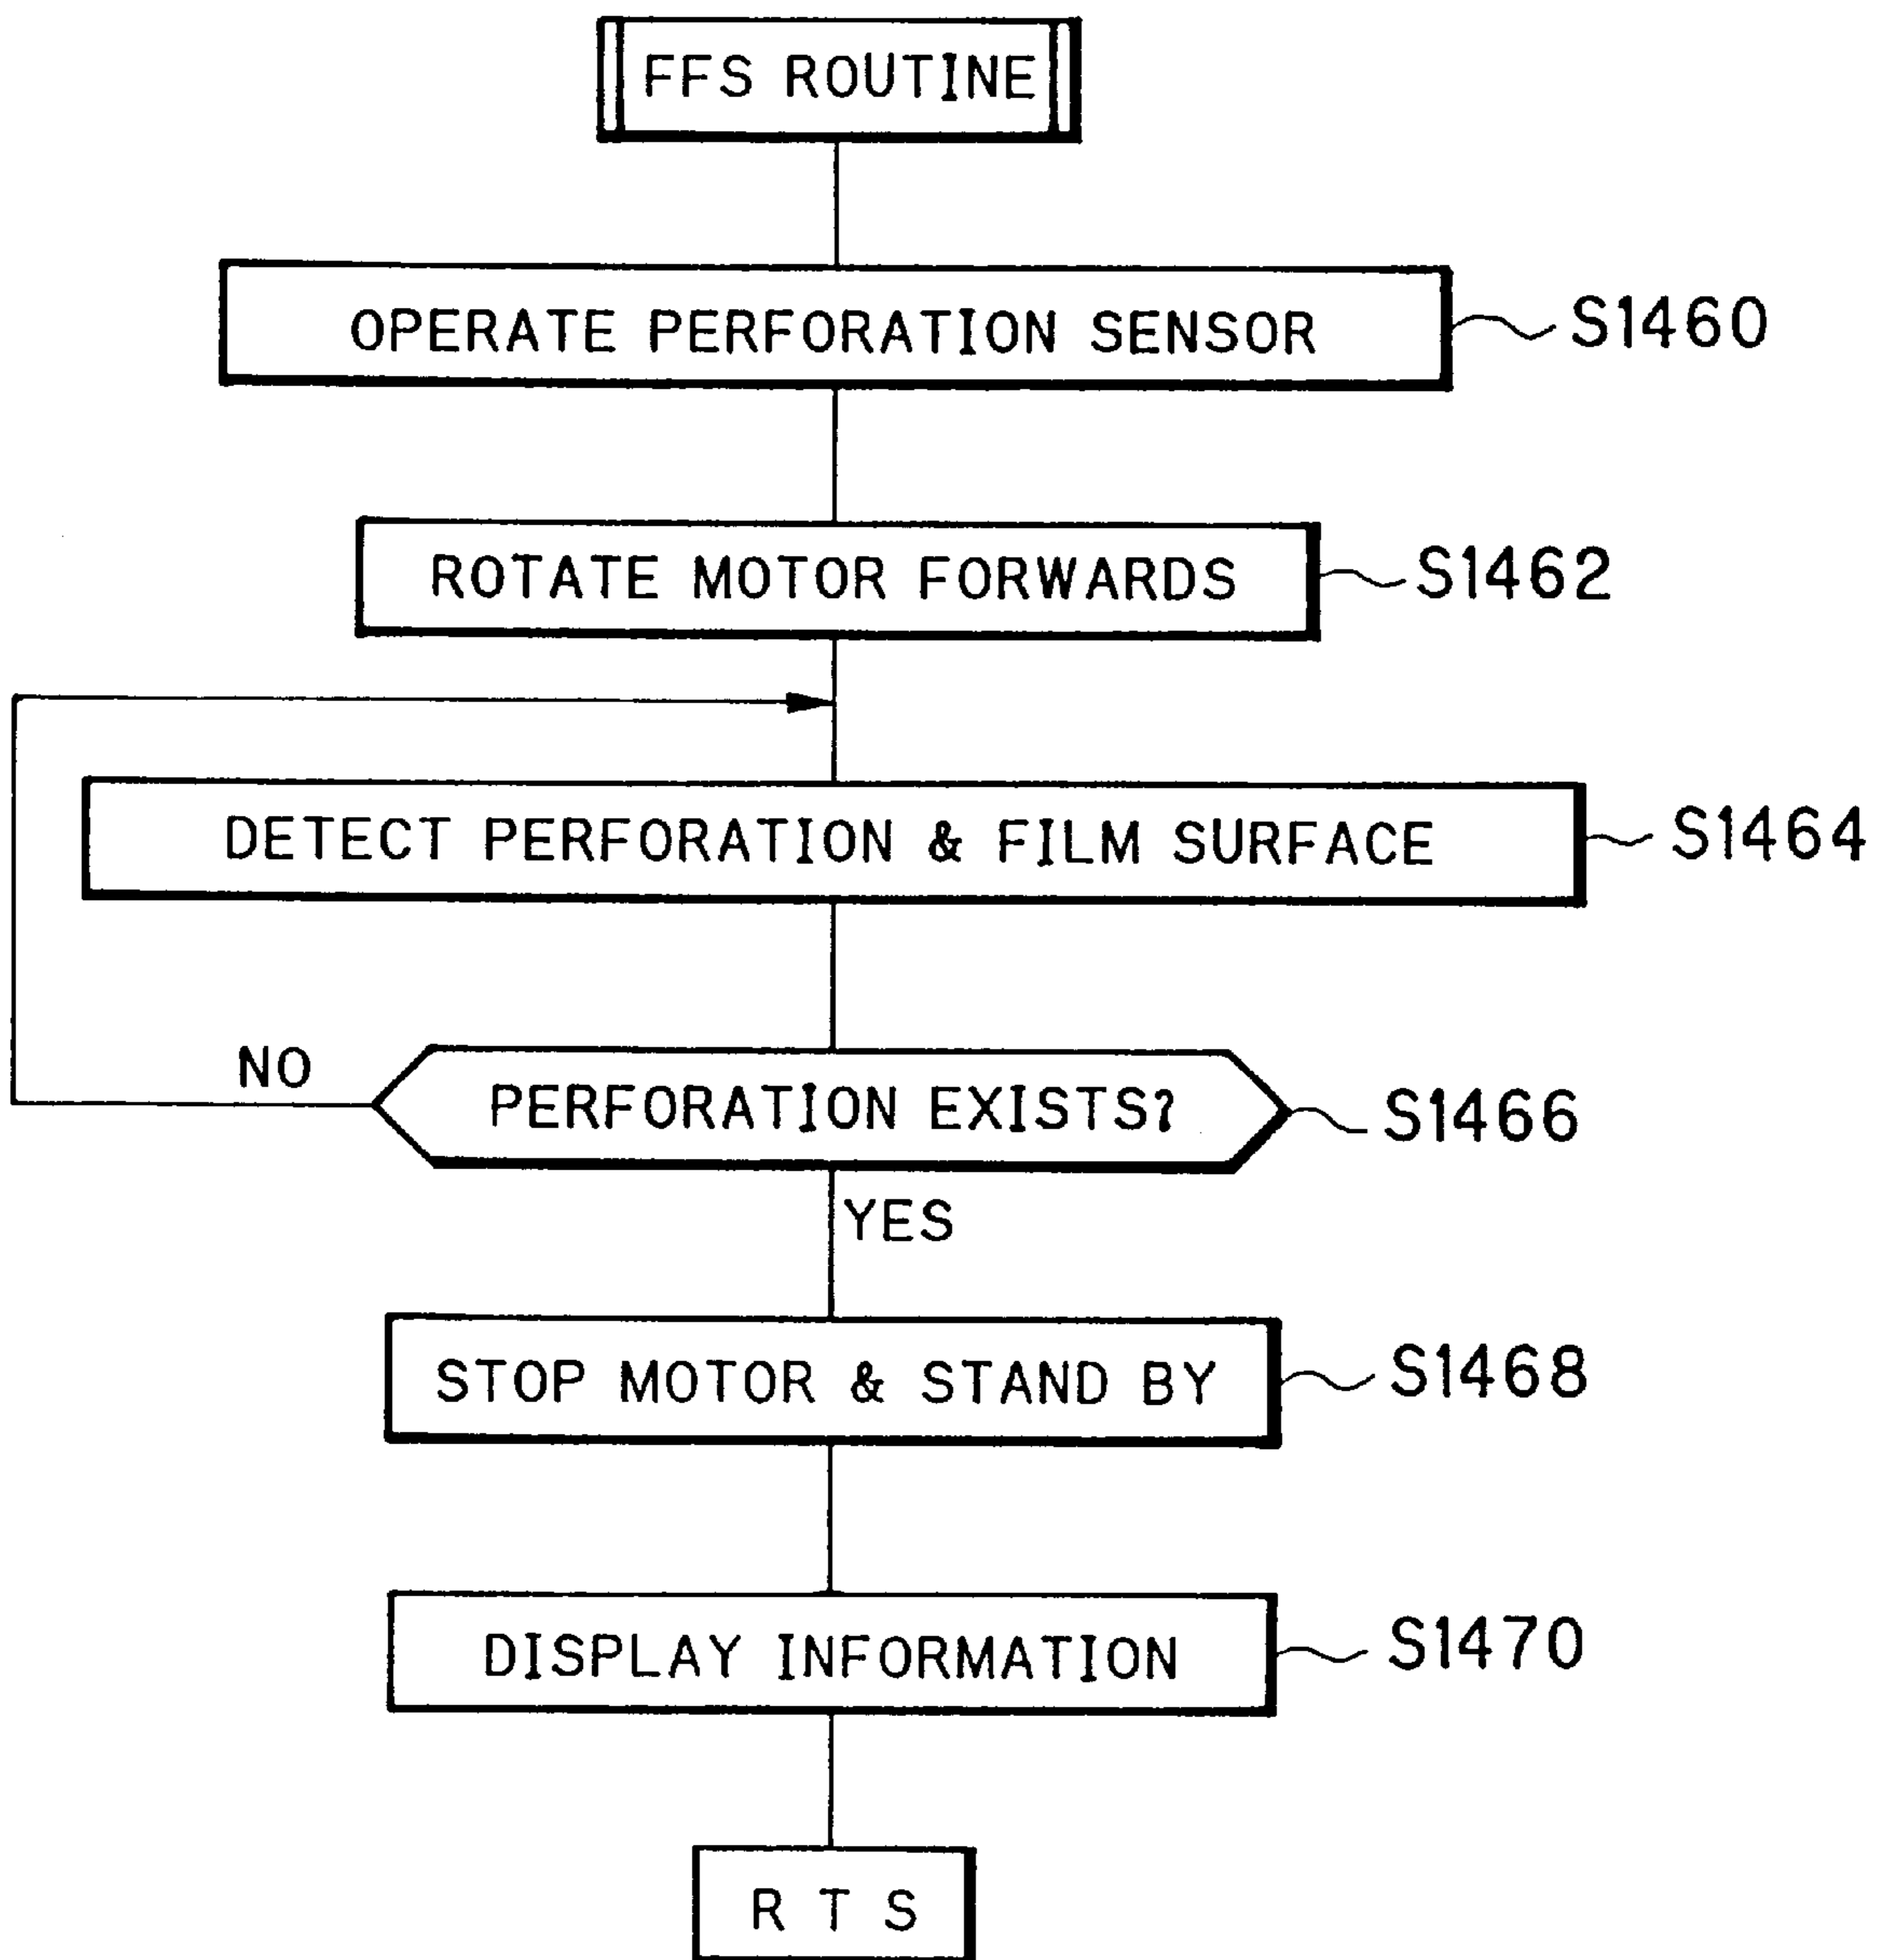 FFS ROUTINE
OPERATE PERFORATION SENSOR
S1460
ROTATE MOTOR FORWARDS
S1462
DETECT PERFORATION & FILM SURFACE
S1464
NO
PERFORATION EXISTS?
S1466
YES
STOP MOTOR & STAND BY
S1468
DISPLAY INFORMATION
S1470
R T S